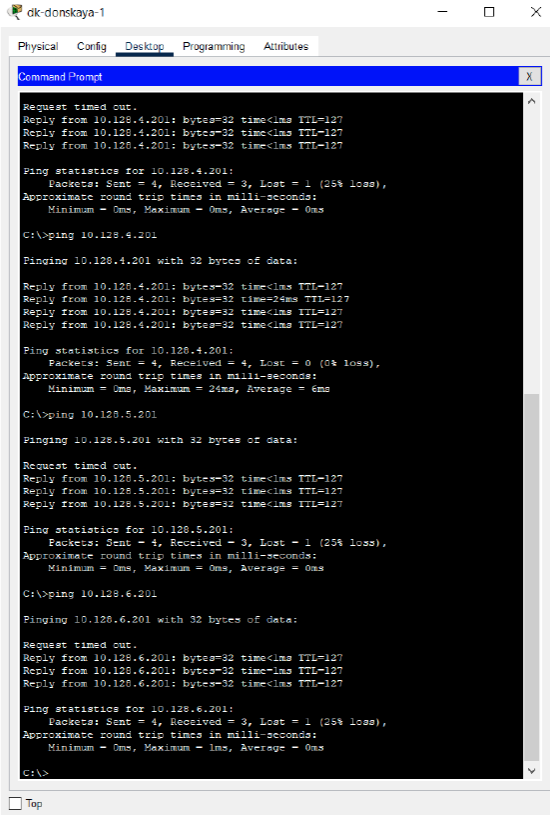 dk-donskaya-1
Physical Config Desktop Programming Attributes
Command Prompt X
Request timed out.
Reply from 10.128.4.201: bytes=32 time<1ms TTL=127
Reply from 10.128.4.201: bytes=32 time<1ms TTL=127
Reply from 10.128.4.201: bytes=32 time<1ms TTL=127
Ping statistics for 10.128.4.201:
Packets: Sent = 4, Received = 3, Lost = 1 (25% loss),
Approximate round trip times in milli-seconds:
Minimum = 0ms, Maximum = 0ms, Average = 0ms
C:\>ping 10.128.4.201
Pinging 10.128.4.201 with 32 bytes of data:
Reply from 10.128.4.201: bytes=32 time<1ms TTL=127
Reply from 10.128.4.201: bytes=32 time=24ms TTL=127
Reply from 10.128.4.201: bytes=32 time<1ms TTL=127
Reply from 10.128.4.201: bytes=32 time<1ms TTL=127
Ping statistics for 10.128.4.201:
Packets: Sent = 4, Received = 4, Lost = 0 (0% loss),
Approximate round trip times in milli-seconds:
Minimum = 0ms, Maximum = 24ms, Average = 6ms
C:\>ping 10.128.5.201
Pinging 10.128.5.201 with 32 bytes of data:
Request timed out.
Reply from 10.128.5.201: bytes=32 time<1ms TTL=127
Reply from 10.128.5.201: bytes=32 time<1ms TTL=127
Reply from 10.128.5.201: bytes=32 time<1ms TTL=127
Ping statistics for 10.128.5.201:
Packets: Sent = 4, Received = 3, Lost = 1 (25% loss),
Approximate round trip times in milli-seconds:
Minimum = 0ms, Maximum = 0ms, Average = 0ms
C:\>ping 10.128.6.201
Pinging 10.128.6.201 with 32 bytes of data:
Request timed out.
Reply from 10.128.6.201: bytes=32 time<1ms TTL=127
Reply from 10.128.6.201: bytes=32 time=1ms TTL=127
Reply from 10.128.6.201: bytes=32 time<1ms TTL=127
Ping statistics for 10.128.6.201:
Packets: Sent = 4, Received = 3, Lost = 1 (25% loss),
Approximate round trip times in milli-seconds:
Minimum = 0ms, Maximum = 1ms, Average = 0ms
C:\>
Top